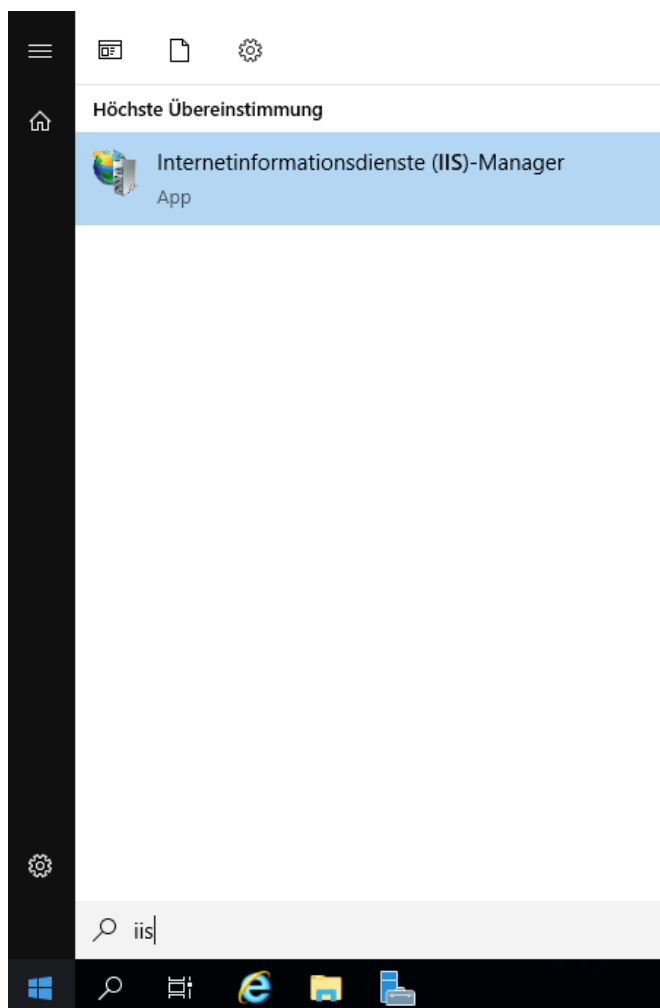 Höchste Übereinstimmung
Internetinformationsdienste (IIS)-Manager
App
iis